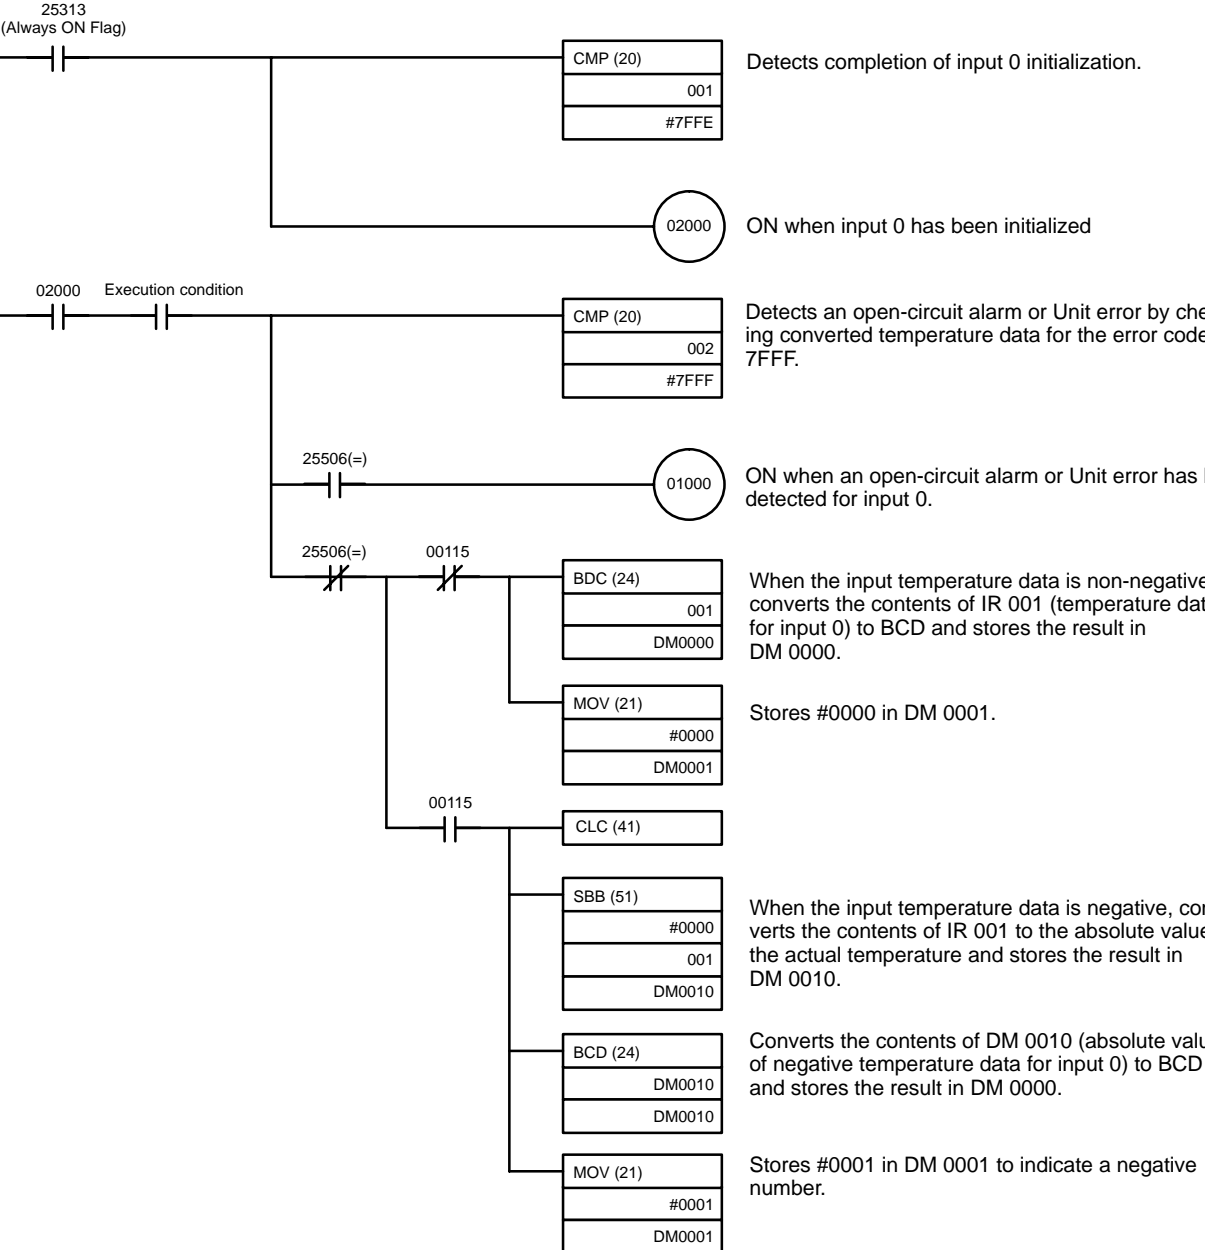 25313
(Always ON Flag)
CMP (20)
001
#7FFE
Detects completion of input 0 initialization.
02000
ON when input 0 has been initialized
02000 Execution condition
CMP (20)
002
#7FFF
Detects an open-circuit alarm or Unit error by
ing converted temperature data for the error code
7FFF.
25506(=)
01000
ON when an open-circuit alarm or Unit error has
detected for input 0.
25506(=) 00115
BDC (24)
001
DM0000
When the input temperature data is non-negative
converts the contents of IR 001 (temperature
for input 0) to BCD and stores the result in
DM 0000.
MOV (21)
#0000
DM0001
Stores #0000 in DM 0001.
00115
CLC (41)
SBB (51)
#0000
001
DM0010
When the input temperature data is negative,
verts the contents of IR 001 to the absolute value
the actual temperature and stores the result in
DM 0010.
BCD (24)
DM0010
DM0010
Converts the contents of DM 0010 (absolute
of negative temperature data for input 0) to BCD
and stores the result in DM 0000.
MOV (21)
#0001
DM0001
Stores #0001 in DM 0001 to indicate a negative
number.